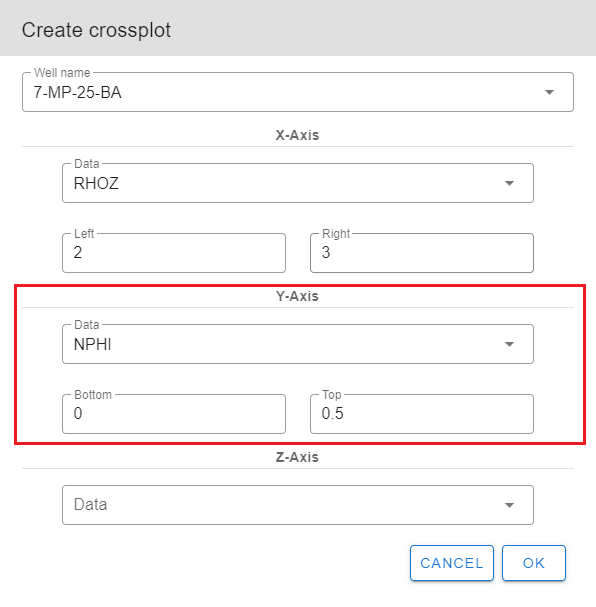 Create crossplot
Well name
7-MP-25-BA
X-Axis
Data
RHOZ
Left
Right
2
3
Y-Axis
Data
NPHI
Bottom
Top
0
0.5
Z-Axis
Data
CANCEL
OK